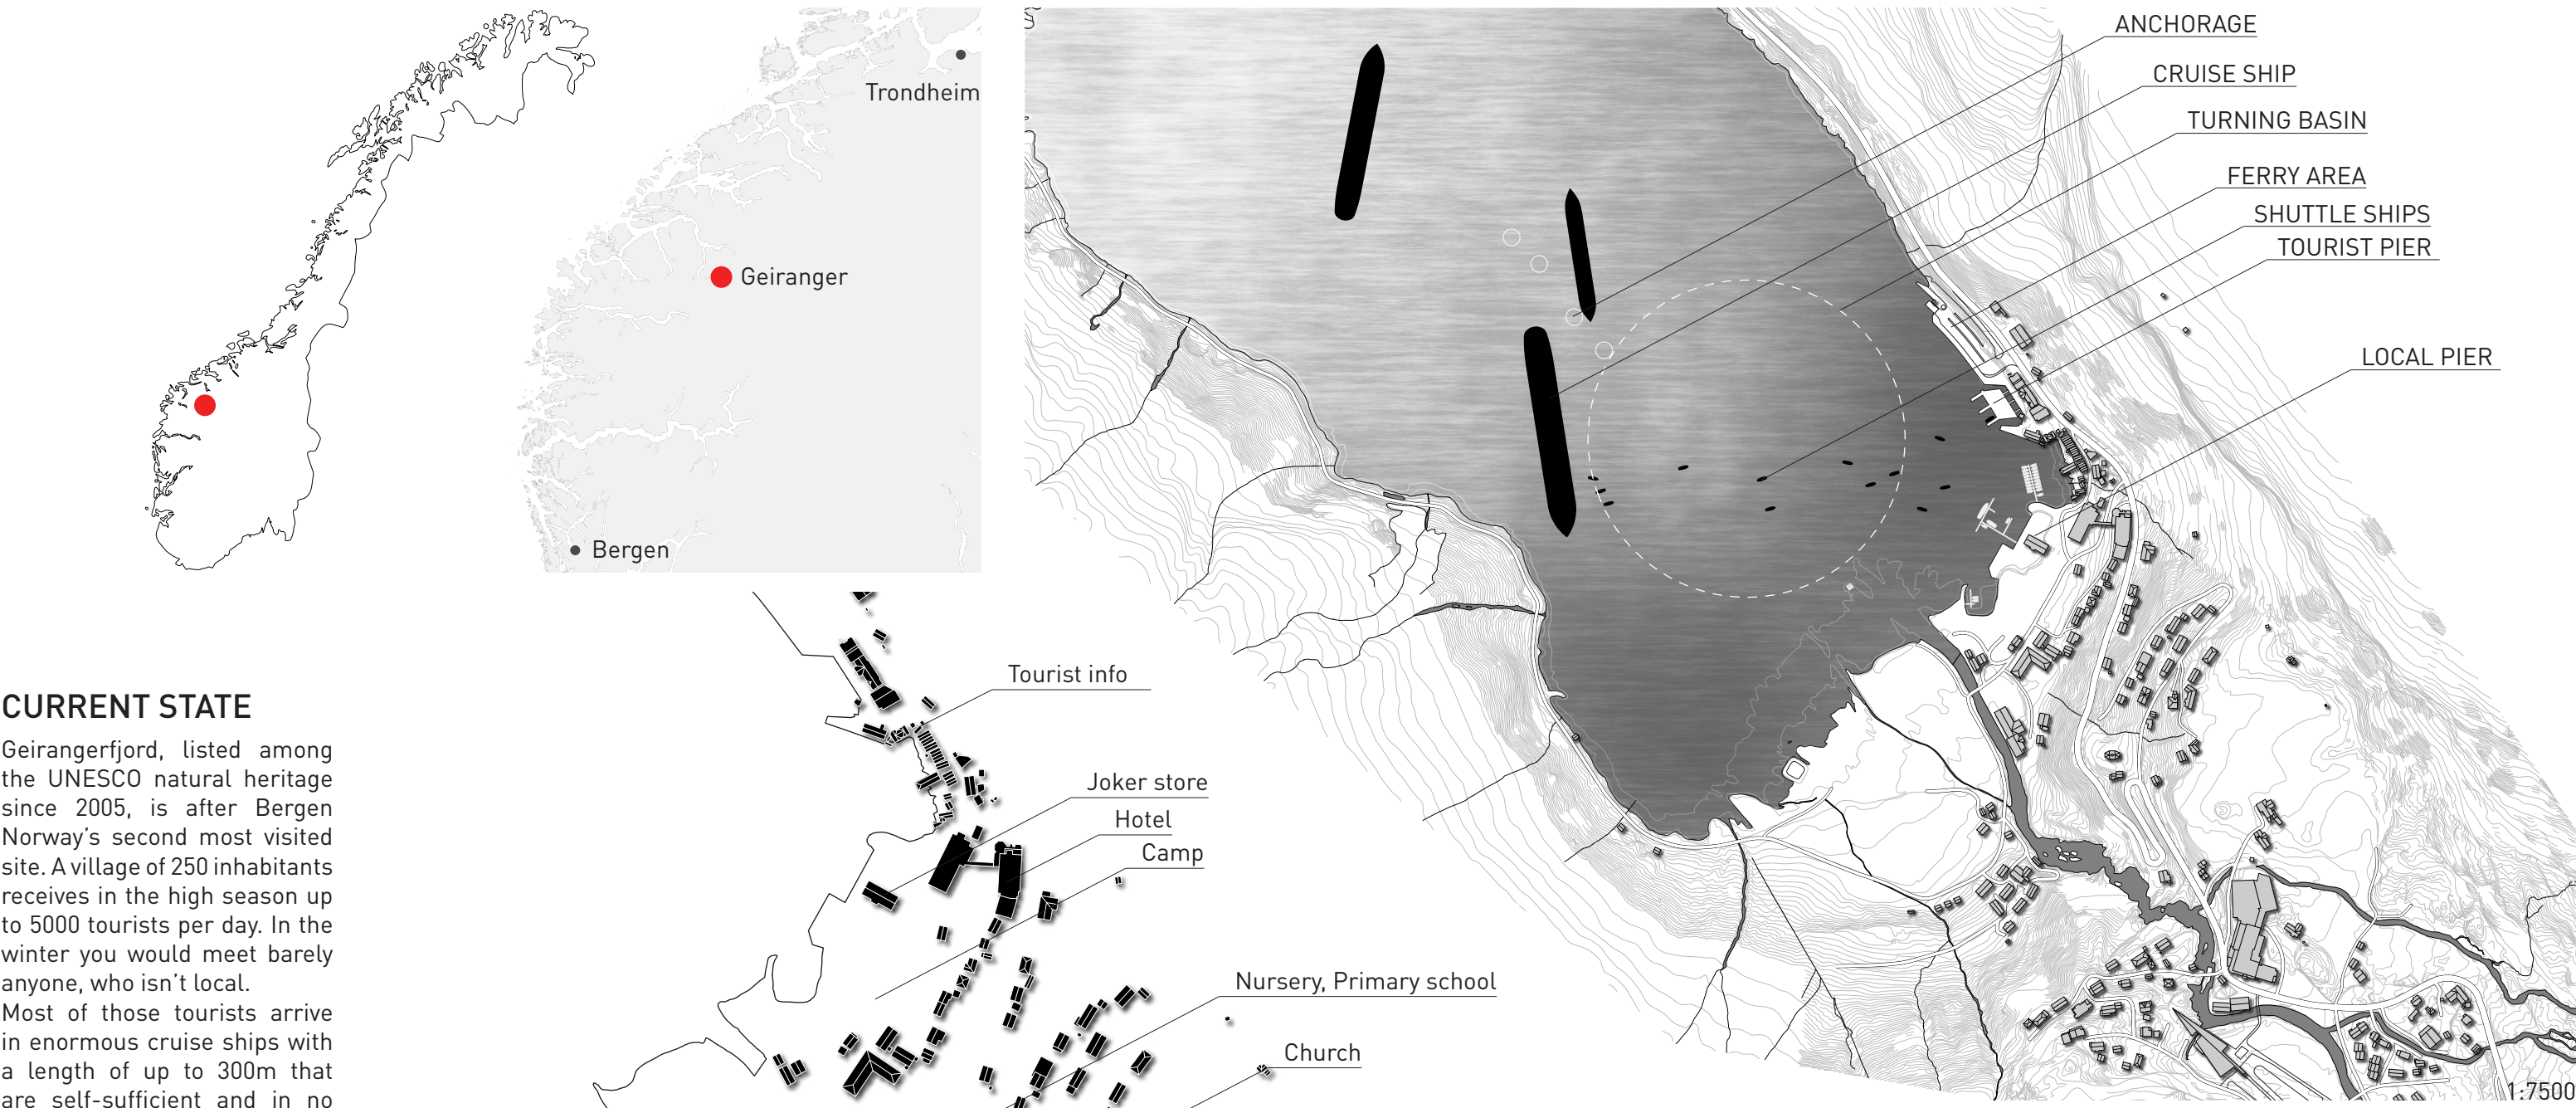 Trondheim
Geiranger
Bergen
ANCHORAGE
CRUISE SHIP
TURNING BASIN
FERRY AREA
SHUTTLE SHIPS
TOURIST PIER
LOCAL PIER
CURRENT STATE
Geirangerfjord, listed among
the UNESCO natural heritage
since 2005, is after Bergen
Norway's second most visited
site. A village of 250 inhabitants
receives in the high season up
to 5000 tourists per day. In the
winter you would meet barely
anyone, who isn't local.
Most of those tourists arrive
in enormous cruise ships with
a length of up to 300m that
are self-sufficient and in no
Tourist info
Joker store
Hotel
Camp
Nursery, Primary school
Church
1:7500